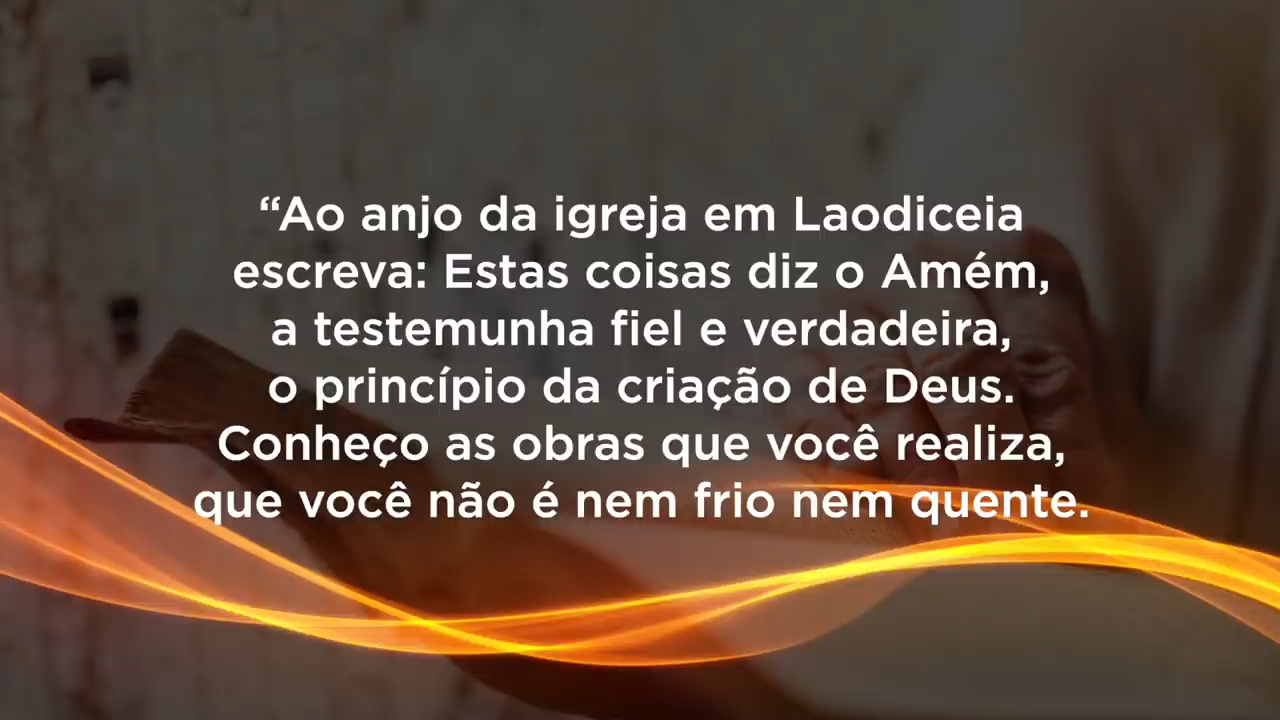 “Ao anjo da igreja em Laodiceia
escreva: Estas coisas diz o Amém,
a testemunha fiel e verdadeira,
o princípio da criação de Deus.
Conheço as obras que você realiza,
que você não é nem frio nem quente.